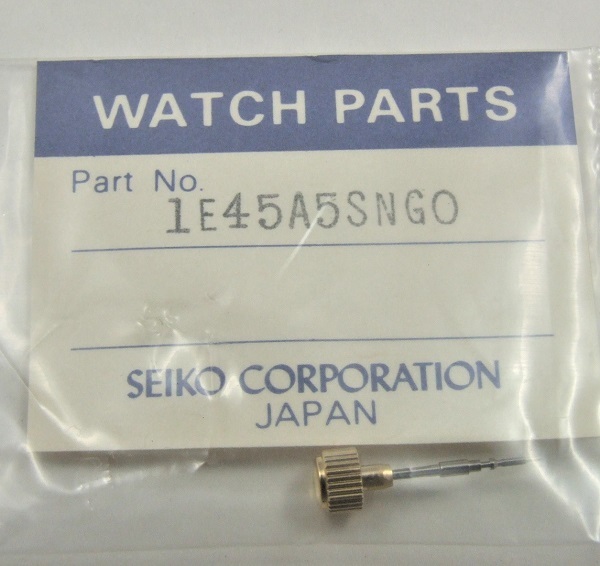 WATCH PARTS
Part No.
1E45A5SNG0
SEIKO CORPORATION
JAPAN